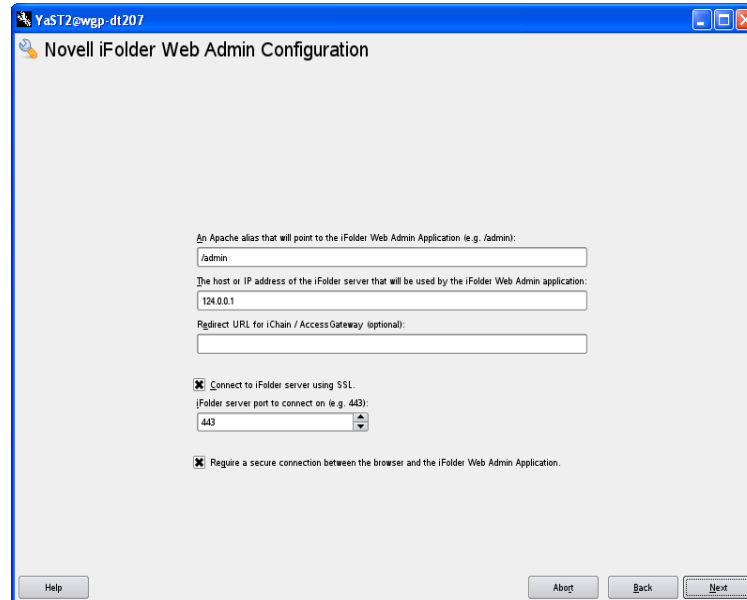 YaST2@wgp-dt207
Novell iFolder Web Admin Configuration
An Apache alias that will point to the iFolder Web Admin Application (e.g. /admin):
/admin
The host or IP address of the iFolder server that will be used by the iFolder Web Admin application:
124.0.0.1
Redirect URL for iChain / AccessGateway (optional):
Connect to iFolder server using SSL.
iFolder server port to connect on (e.g. 443):
443
Require a secure connection between the browser and the iFolder Web Admin Application.
Help Abort Back Next